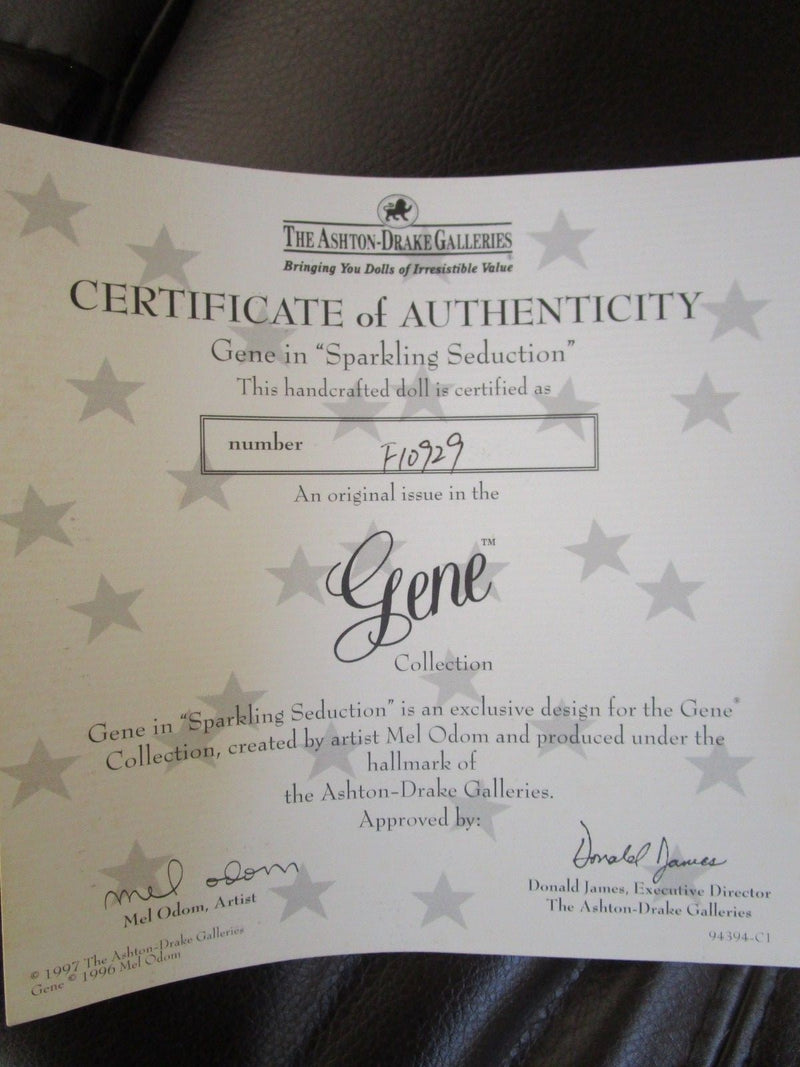 THE ASHTON-DRAKE GALLERIES
Bringing You Dolls of Irresistible Value
CERTIFICATE of AUTHENTICITY
Gene in “Sparkling Seduction”
This handcrafted doll is certified as
number F10929
An original issue in the
Gene™
Collection
Gene in “Sparkling Seduction” is an exclusive design for the Gene®
Collection, created by artist Mel Odom and produced under the
hallmark of
the Ashton-Drake Galleries.
Approved by:
mel odom
Mel Odom, Artist
Donald James
Donald James, Executive Director
The Ashton-Drake Galleries
94394-C1
© 1997 The Ashton-Drake Galleries
Gene © 1996 Mel Odom